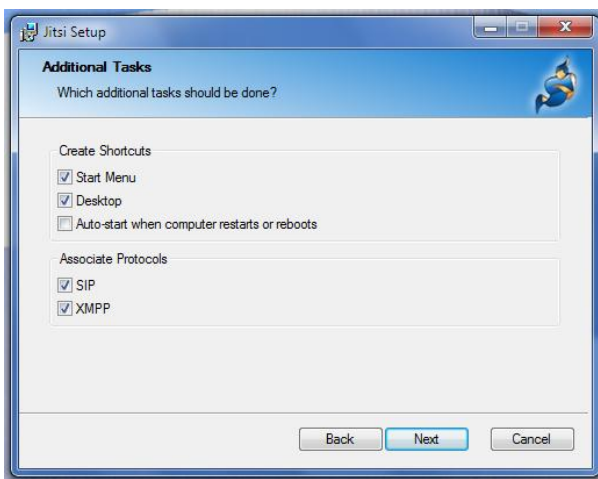 Jitsi Setup
Additional Tasks
Which additional tasks should be done?
Create Shortcuts
Start Menu
Desktop
Auto-start when computer restarts or reboots
Associate Protocols
SIP
XMPP
Back Next Cancel